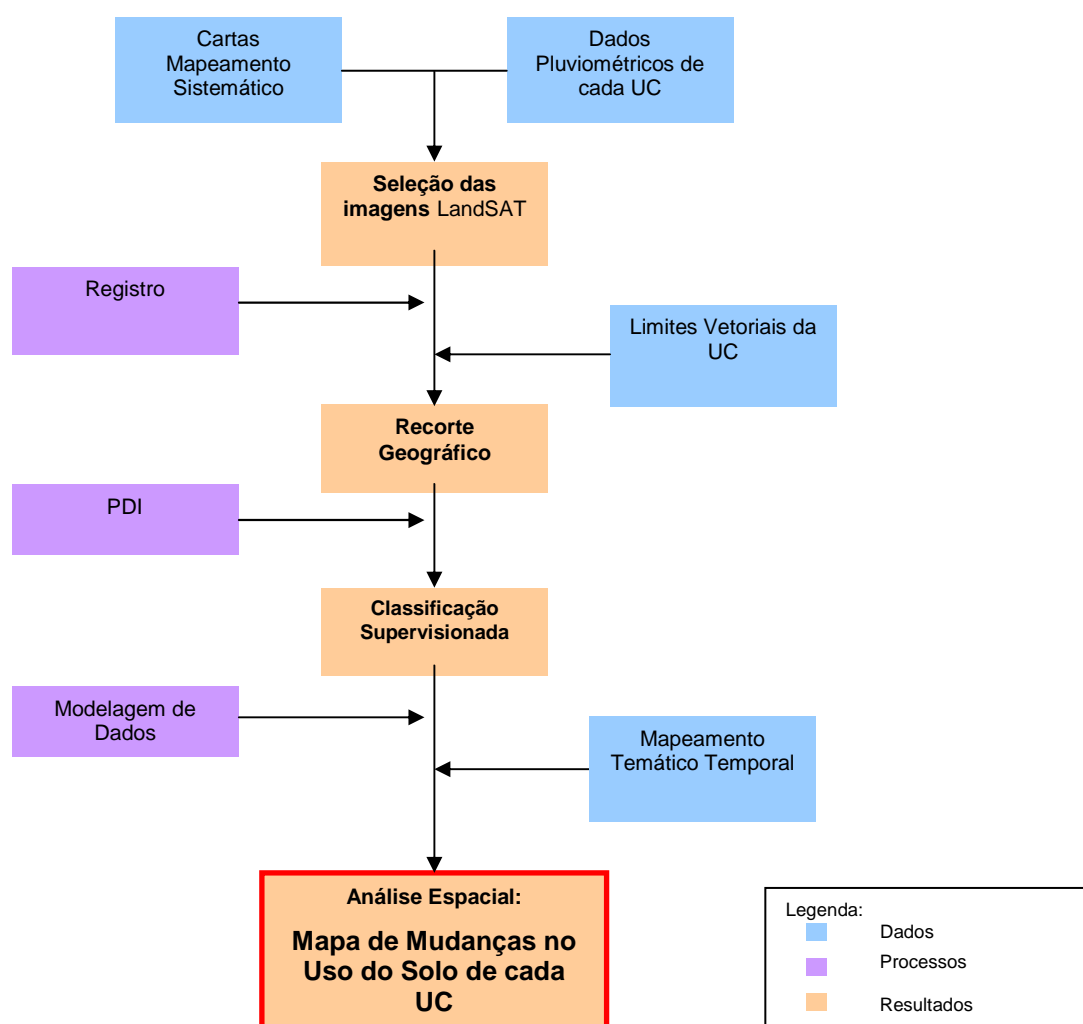 Cartas
Mapeamento
Sistemático
Dados
Pluviométricos de
cada UC
Seleção das
imagens LandSAT
Registro
Limites Vetoriais da
UC
Recorte
Geográfico
PDI
Classificação
Supervisionada
Modelagem de
Dados
Mapeamento
Temático Temporal
Análise Espacial:
Mapa de Mudanças no
Uso do Solo de cada
UC
Legenda:
Dados
Processos
Resultados